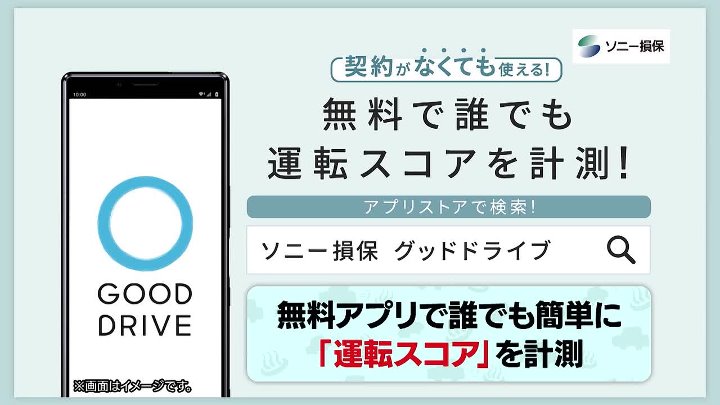 ソニー損保
契約がなくても使える!
無料で誰でも
運転スコアを計測!
アプリストアで検索!
ソニー損保 グッドドライブ
無料アプリで誰でも簡単に
「運転スコア」を計測
10:00
GOOD
DRIVE
※画面はイメージです。